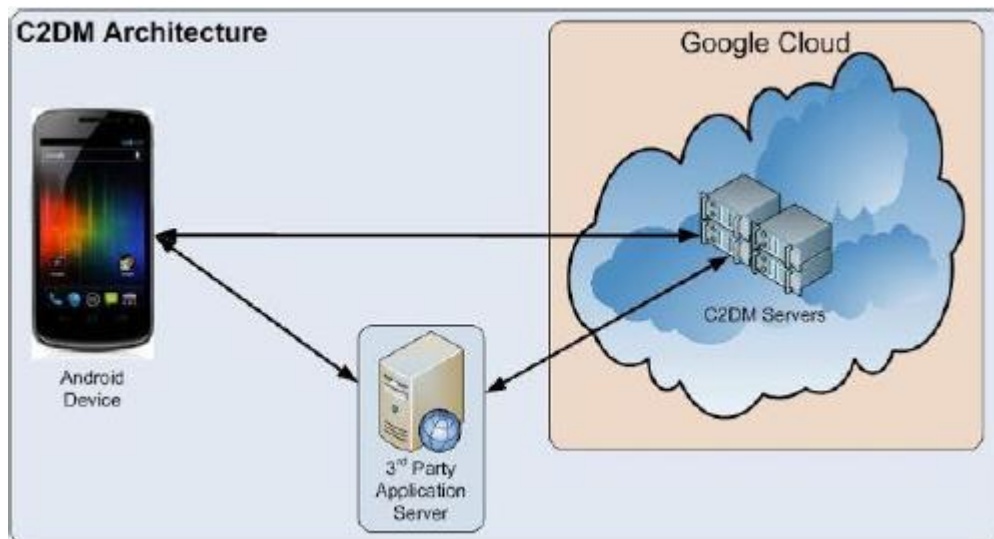 C2DM Architecture
Google Cloud
C2DM Servers
Android
Device
3rd Party
Application
Server